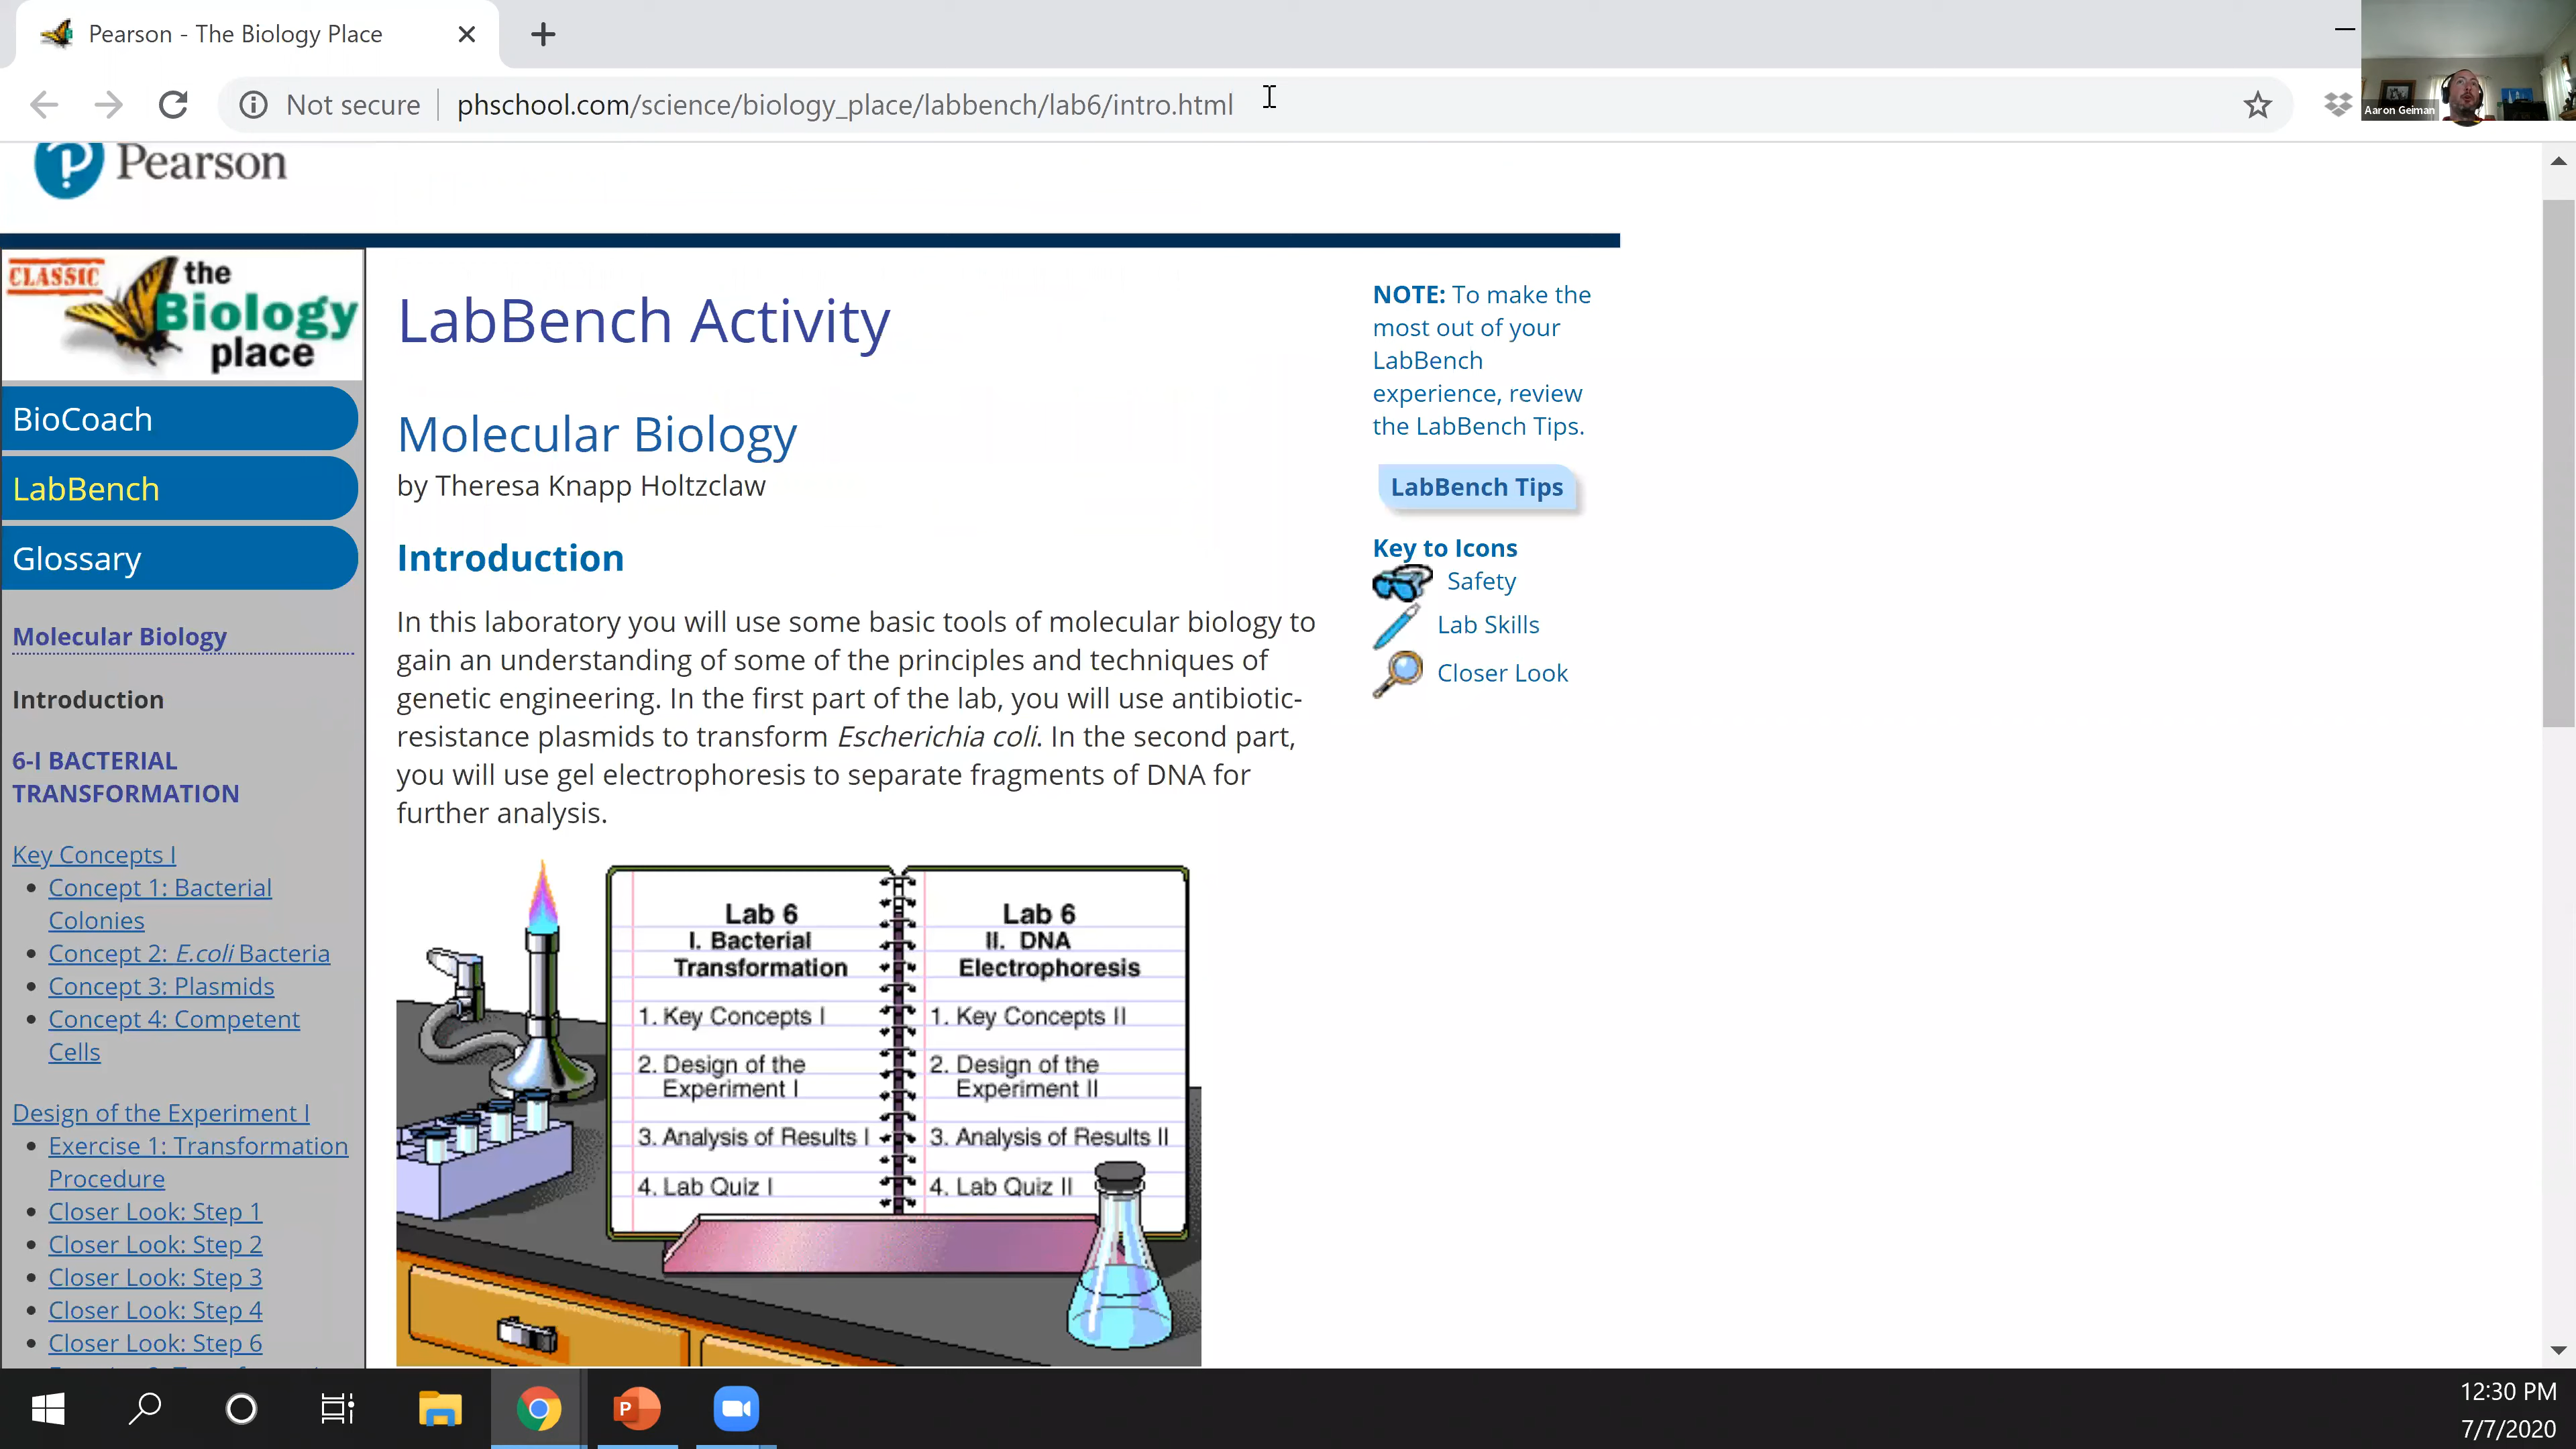 Pearson - The Biology Place
Not secure
phschool.com/science/biology_place/labbench/lab6/intro.html
Aaron Geiman
Pearson
CLASSIC
the
Biology
place
BioCoach
LabBench
Glossary
Molecular Biology
Introduction
6-I BACTERIAL
TRANSFORMATION
Key Concepts I
• Concept 1: Bacterial
Colonies
• Concept 2: E.coli Bacteria
• Concept 3: Plasmids
• Concept 4: Competent
Cells
Design of the Experiment I
• Exercise 1: Transformation
Procedure
• Closer Look: Step 1
• Closer Look: Step 2
• Closer Look: Step 3
• Closer Look: Step 4
• Closer Look: Step 6
LabBench Activity
Molecular Biology
by Theresa Knapp Holtzclaw
Introduction
In this laboratory you will use some basic tools of molecular biology to
gain an understanding of some of the principles and techniques of
genetic engineering. In the first part of the lab, you will use antibiotic-
resistance plasmids to transform Escherichia coli. In the second part,
you will use gel electrophoresis to separate fragments of DNA for
further analysis.
Lab 6
I. Bacterial
Transformation
1. Key Concepts I
2. Design of the
Experiment I
3. Analysis of Results I
4. Lab Quiz I
Lab 6
II. DNA
Electrophoresis
1. Key Concepts II
2. Design of the
Experiment II
3. Analysis of Results II
4. Lab Quiz II
NOTE: To make the
most out of your
LabBench
experience, review
the LabBench Tips.
LabBench Tips
Key to Icons
Safety
Lab Skills
Closer Look
12:30 PM
7/7/2020